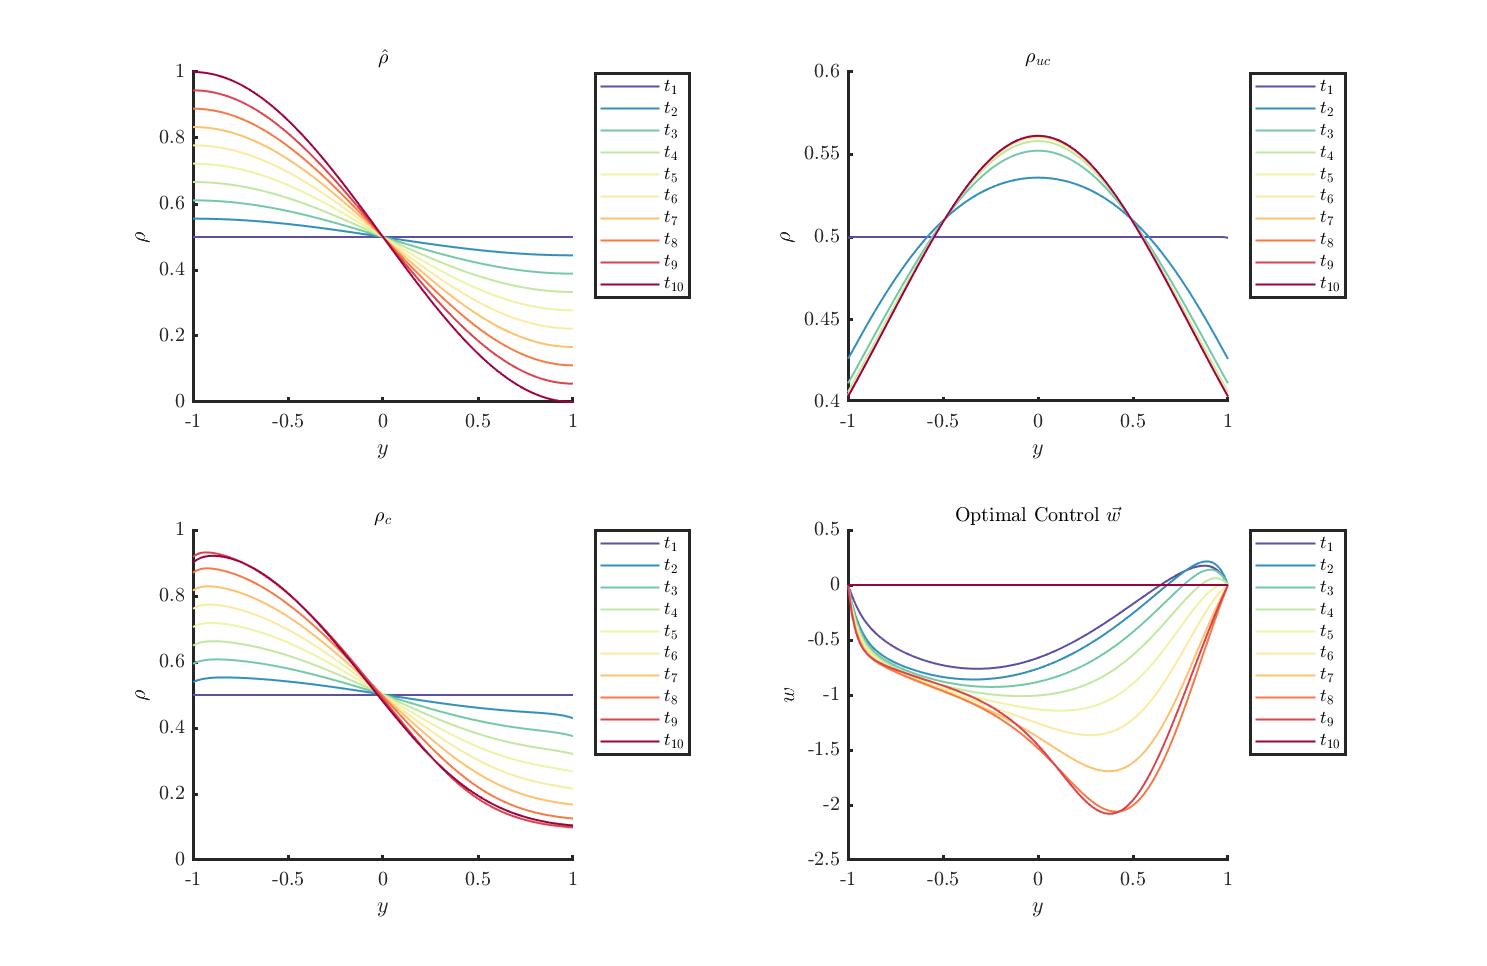 ρ̂
1
0.8
0.6
0.4
0.2
0
ρ
-1 -0.5 0 0.5 1
y
t₁
t₂
t₃
t₄
t₅
t₆
t₇
t₈
t₉
t₁₀
ρ_uc
0.6
0.55
0.5
0.45
0.4
ρ
-1 -0.5 0 0.5 1
y
t₁
t₂
t₃
t₄
t₅
t₆
t₇
t₈
t₉
t₁₀
ρ_c
1
0.8
0.6
0.4
0.2
0
ρ
-1 -0.5 0 0.5 1
y
t₁
t₂
t₃
t₄
t₅
t₆
t₇
t₈
t₉
t₁₀
Optimal Control w⃗
0.5
0
-0.5
-1
-1.5
-2
-2.5
w
-1 -0.5 0 0.5 1
y
t₁
t₂
t₃
t₄
t₅
t₆
t₇
t₈
t₉
t₁₀